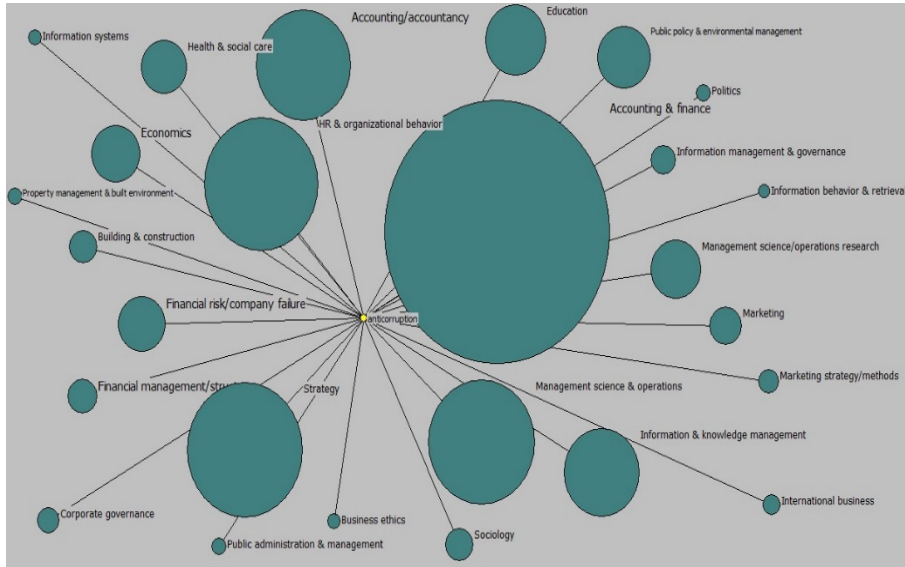 Education
Accounting/accountancy
Public policy & environmental management
Information systems
Health & social care
Politics
Accounting & finance
HR & organizational behavior
Economics
Information management & governance
Property management & built environment
Information behavior & retrieva
Building & construction
Management science/operations research
Financial risk/company failure
anticorruption
Marketing
Marketing strategy/methods
Financial management/struct
Strategy
Management science & operations
Information & knowledge management
International business
Corporate governance
Business ethics
Sociology
Public administration & management